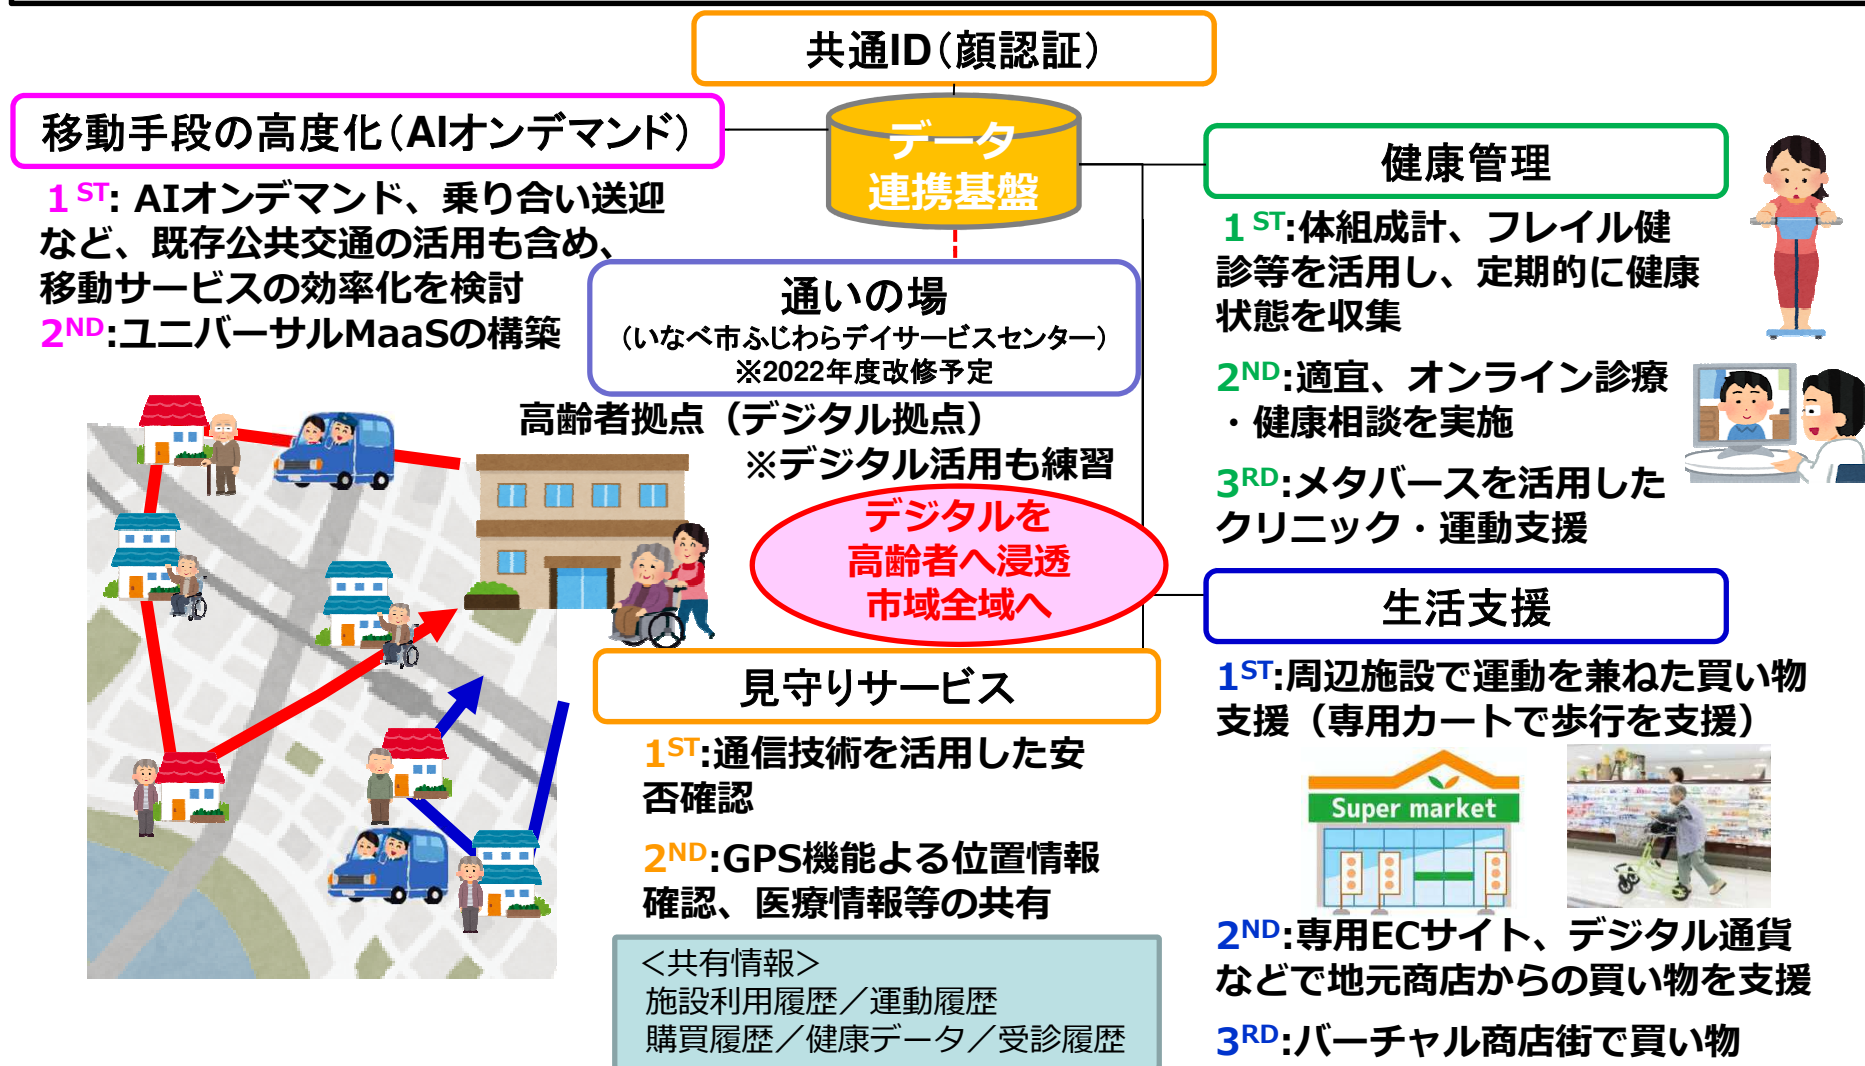 共通ID（顔認証）
移動手段の高度化（AIオンデマンド）
1ST: AIオンデマンド、乗り合い送迎
など、既存公共交通の活用も含め、
移動サービスの効率化を検討
2ND:ユニバーサルMaaSの構築
データ
連携基盤
通いの場
（いなべ市ふじわらデイサービスセンター）
※2022年度改修予定
高齢者拠点（デジタル拠点）
※デジタル活用も練習
デジタルを
高齢者へ浸透
市域全域へ
見守りサービス
1ST:通信技術を活用した安
否確認
2ND:GPS機能よる位置情報
確認、医療情報等の共有
＜共有情報＞
施設利用履歴／運動履歴
購買履歴／健康データ／受診履歴
健康管理
1ST:体組成計、フレイル健
診等を活用し、定期的に健康
状態を収集
2ND:適宜、オンライン診療
・健康相談を実施
3RD:メタバースを活用した
クリニック・運動支援
生活支援
1ST:周辺施設で運動を兼ねた買い物
支援（専用カートで歩行を支援）
Super market
2ND:専用ECサイト、デジタル通貨
などで地元商店からの買い物を支援
3RD:バーチャル商店街で買い物